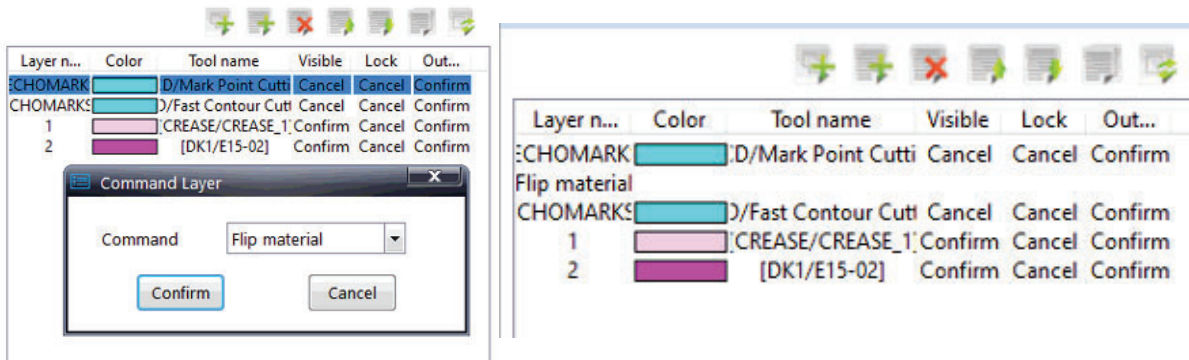 Layer n... Color Tool name Visible Lock Out...
ECHOMARK D/Mark Point Cutti Cancel Cancel Confirm
CHOMARKS D/Fast Contour Cutt Cancel Cancel Confirm
1 [CREASE/CREASE_1] Confirm Cancel Confirm
2 [DK1/E15-02] Confirm Cancel Confirm
Command Layer X
Command Flip material
Confirm Cancel
Layer n... Color Tool name Visible Lock Out...
ECHOMARK D/Mark Point Cutti Cancel Cancel Confirm
Flip material
CHOMARKS D/Fast Contour Cutt Cancel Cancel Confirm
1 [CREASE/CREASE_1] Confirm Cancel Confirm
2 [DK1/E15-02] Confirm Cancel Confirm